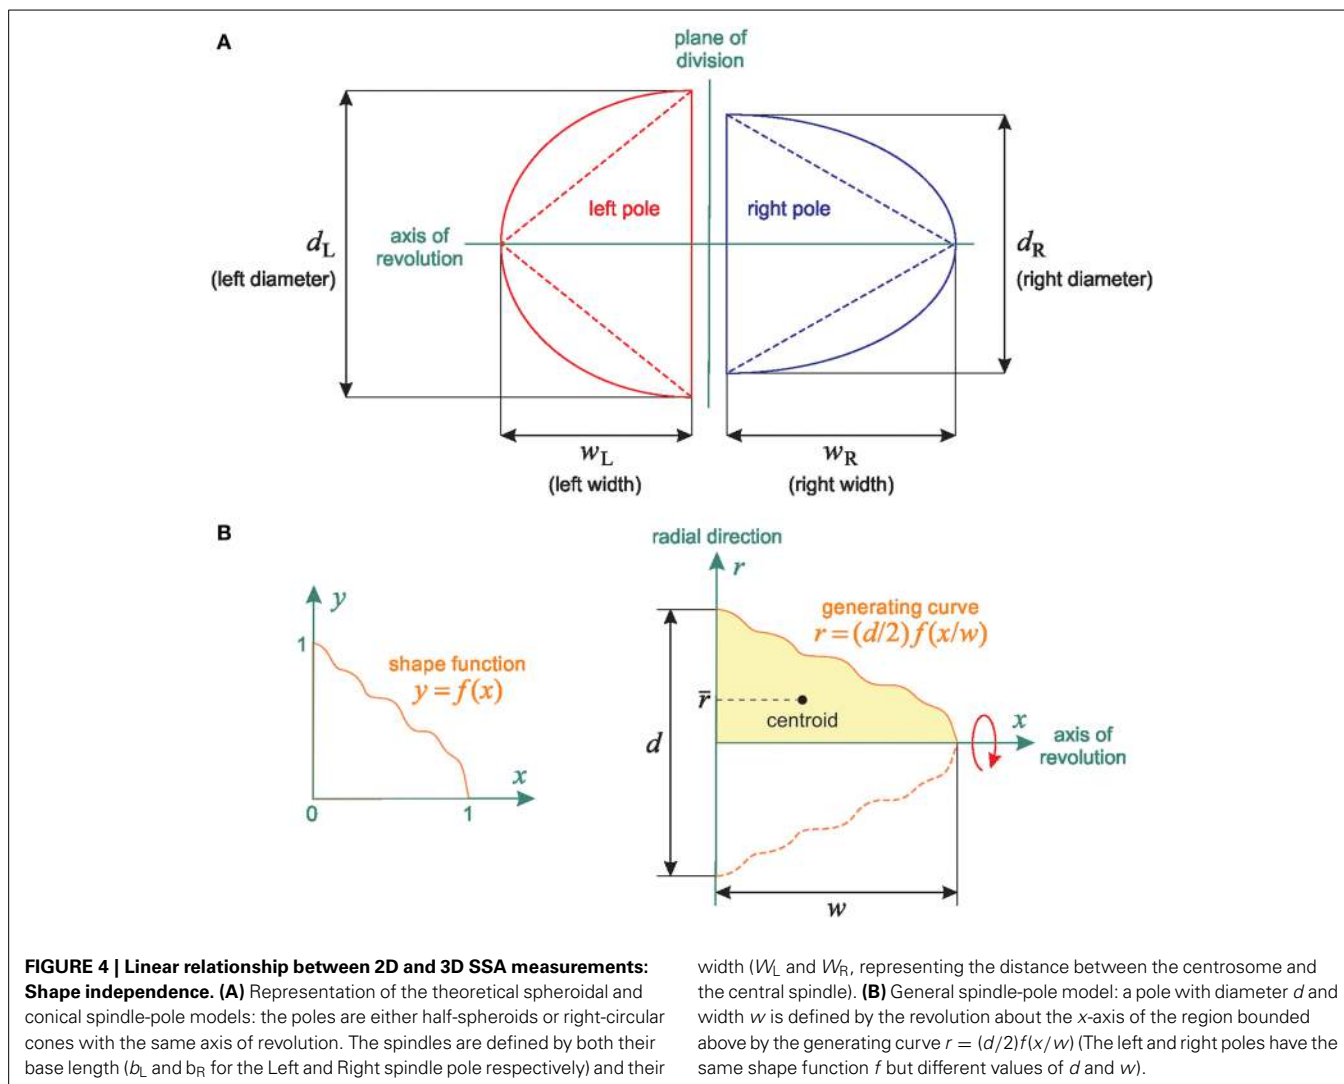 A
plane of
division
left pole
right pole
axis of
revolution
d_L
(left diameter)
d_R
(right diameter)
w_L
(left width)
w_R
(right width)
B
radial direction
r
y
1
shape function
y = f(x)
x
0
1
generating curve
r = (d/2) f(x/w)
r̄
centroid
d
x
axis of
revolution
w
FIGURE 4 | Linear relationship between 2D and 3D SSA measurements:
Shape independence. (A) Representation of the theoretical spheroidal and
conical spindle-pole models: the poles are either half-spheroids or right-circular
cones with the same axis of revolution. The spindles are defined by both their
base length (b_L and b_R for the Left and Right spindle pole respectively) and their
width (W_L and W_R, representing the distance between the centrosome and
the central spindle). (B) General spindle-pole model: a pole with diameter d and
width w is defined by the revolution about the x-axis of the region bounded
above by the generating curve r = (d/2)f(x/w) (The left and right poles have the
same shape function f but different values of d and w).